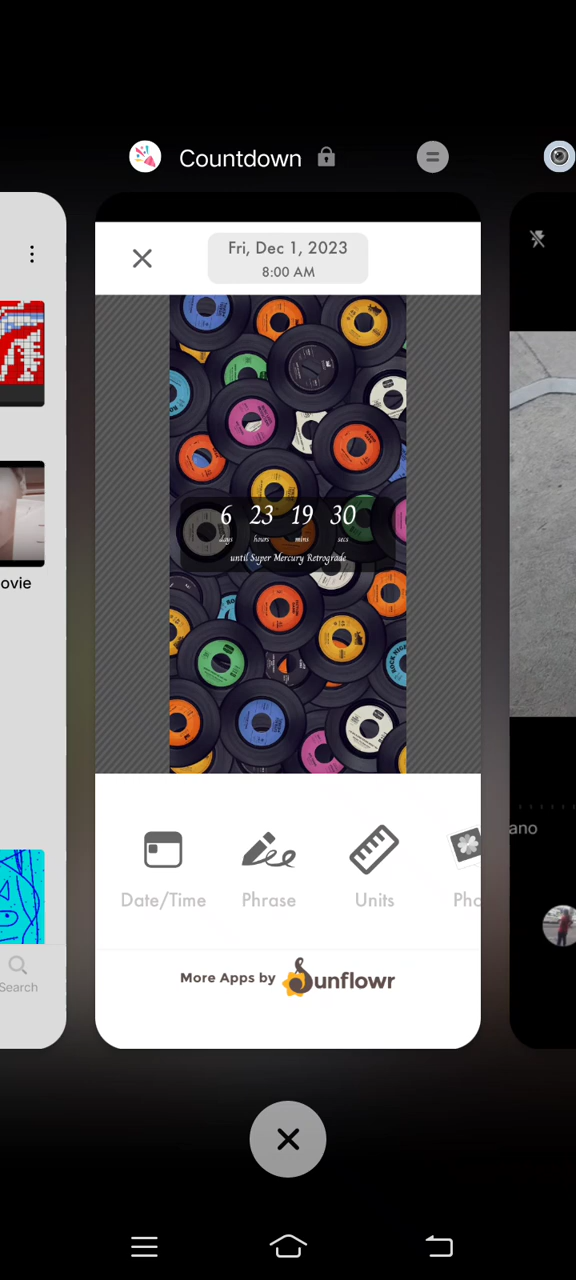 Countdown
Fri, Dec 1, 2023
8:00 AM
6 23 19 30
days hours mins secs
until Super Mercury Retrograde
ovie
Date/Time Phrase Units Pho
ano
Search
More Apps by Sunflowr